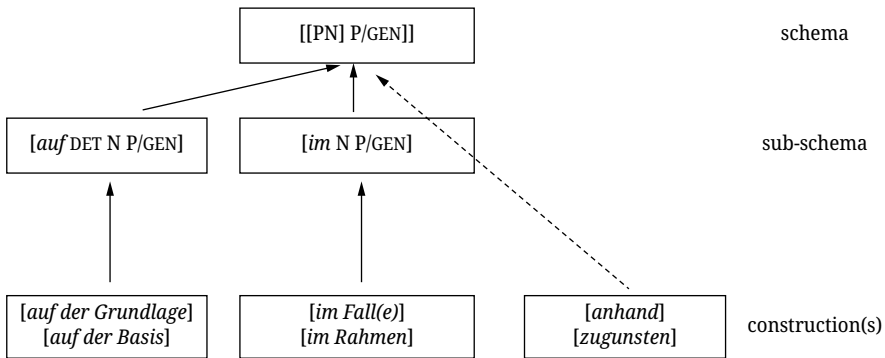 [[PN] P/GEN]]
schema
[auf DET N P/GEN]
[im N P/GEN]
sub-schema
[auf der Grundlage]
[auf der Basis]
[im Fall(e)]
[im Rahmen]
[anhand]
[zugunsten]
construction(s)